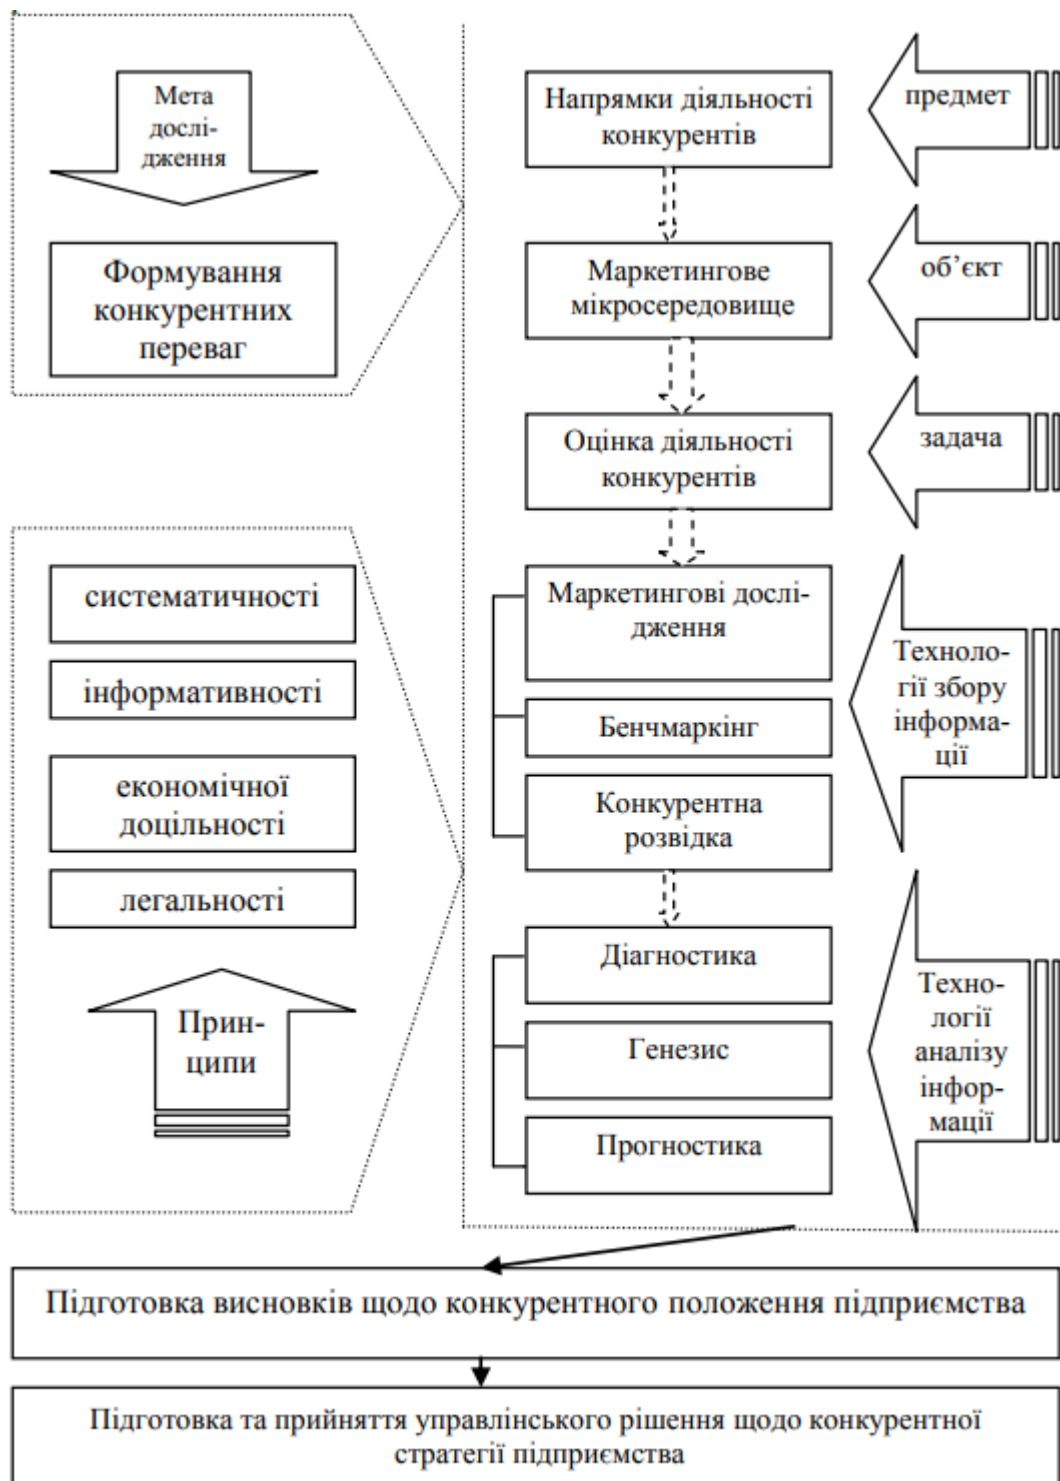 Мета
дослі-
дження
Формування
конкурентних
переваг
систематичності
інформативності
економічної
доцільності
легальності
Прин-
ципи
Напрямки діяльності
конкурентів
Маркетингове
мікросередовище
Оцінка діяльності
конкурентів
Маркетингові дослі-
дження
Бенчмаркінг
Конкурентна
розвідка
Діагностика
Генезис
Прогностика
предмет
об’єкт
задача
Техноло-
гії збору
інформа-
ції
Техно-
логії
аналізу
інфор-
мації
Підготовка висновків щодо конкурентного положення підприємства
Підготовка та прийняття управлінського рішення щодо конкурентної
стратегії підприємства